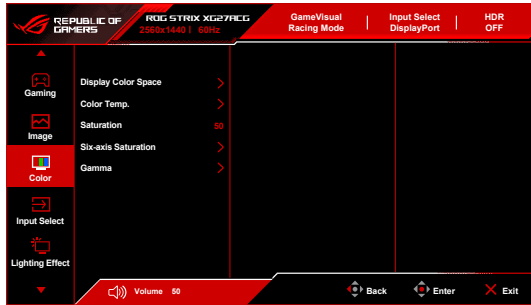 REPUBLIC OF
GAMERS
ROG STRIX XG27ACG
2560x1440 | 60Hz
GameVisual
Racing Mode
Input Select
DisplayPort
HDR
OFF
Gaming
Image
Color
Input Select
Lighting Effect
Display Color Space
Color Temp.
Saturation 50
Six-axis Saturation
Gamma
Volume 50
Back
Enter
Exit